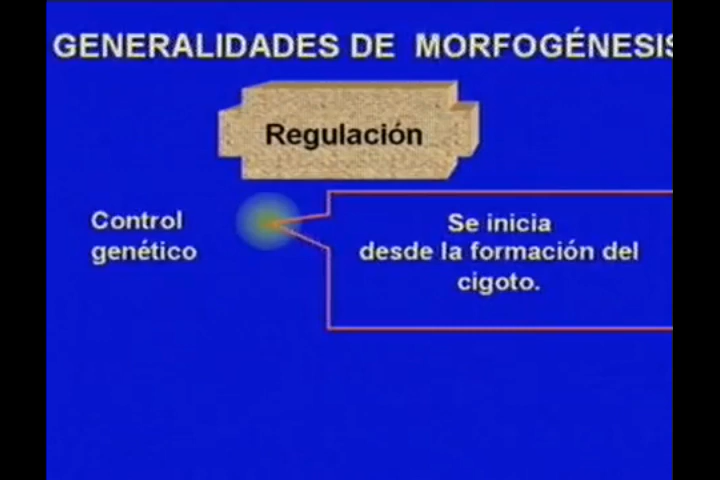 GENERALIDADES DE MORFOGÉNESIS
Regulación
Control
genético
Se inicia
desde la formación del
cigoto.